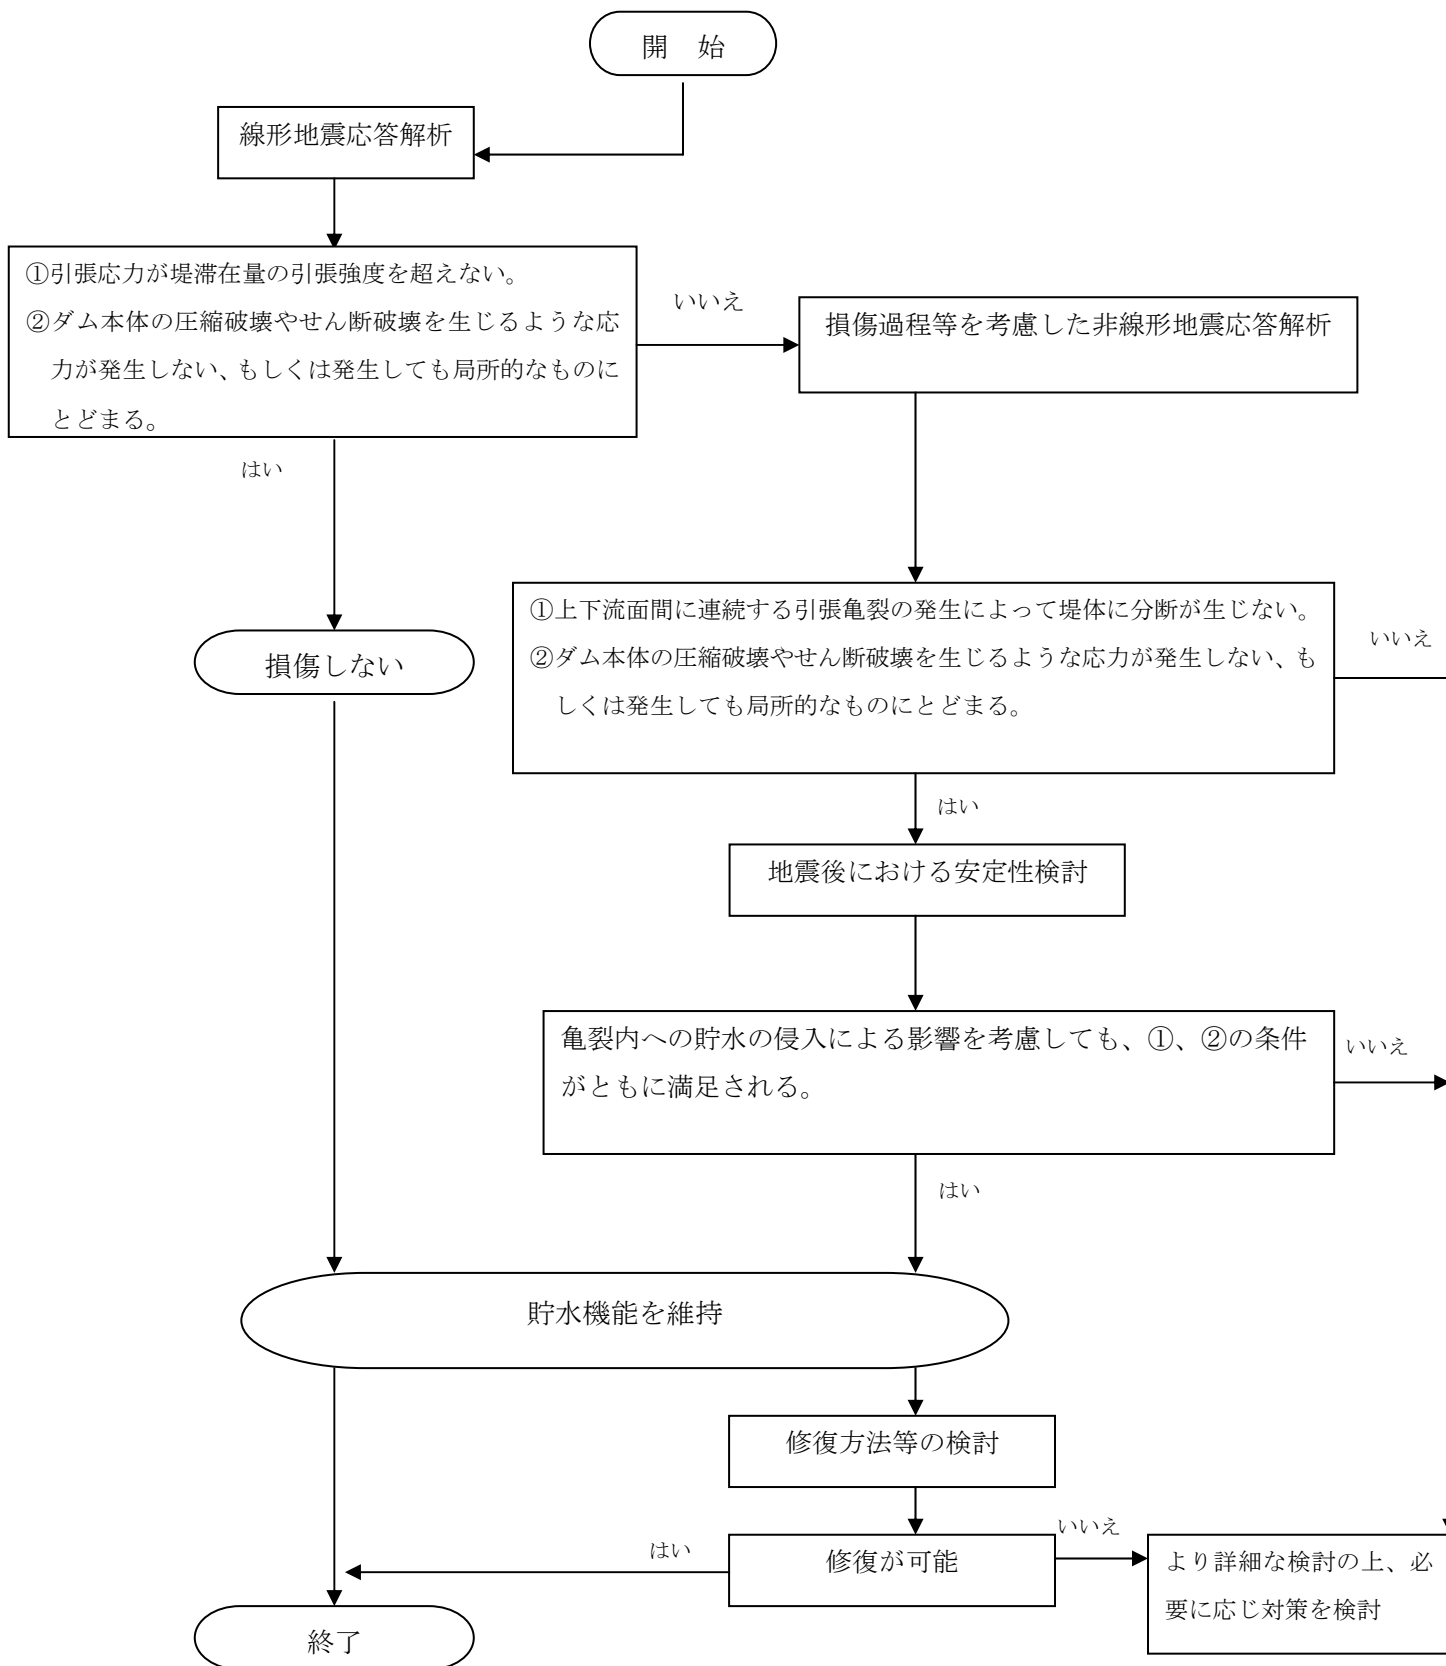 開　始
線形地震応答解析
①引張応力が堤滞在量の引張強度を超えない。
②ダム本体の圧縮破壊やせん断破壊を生じるような応
力が発生しない、もしくは発生しても局所的なものに
とどまる。
いいえ
損傷過程等を考慮した非線形地震応答解析
はい
損傷しない
①上下流面間に連続する引張亀裂の発生によって堤体に分断が生じない。
②ダム本体の圧縮破壊やせん断破壊を生じるような応力が発生しない、も
しくは発生しても局所的なものにとどまる。
いいえ
はい
地震後における安定性検討
亀裂内への貯水の侵入による影響を考慮しても、①、②の条件
がともに満足される。
いいえ
はい
貯水機能を維持
修復方法等の検討
修復が可能
はい
いいえ
より詳細な検討の上、必
要に応じ対策を検討
終了